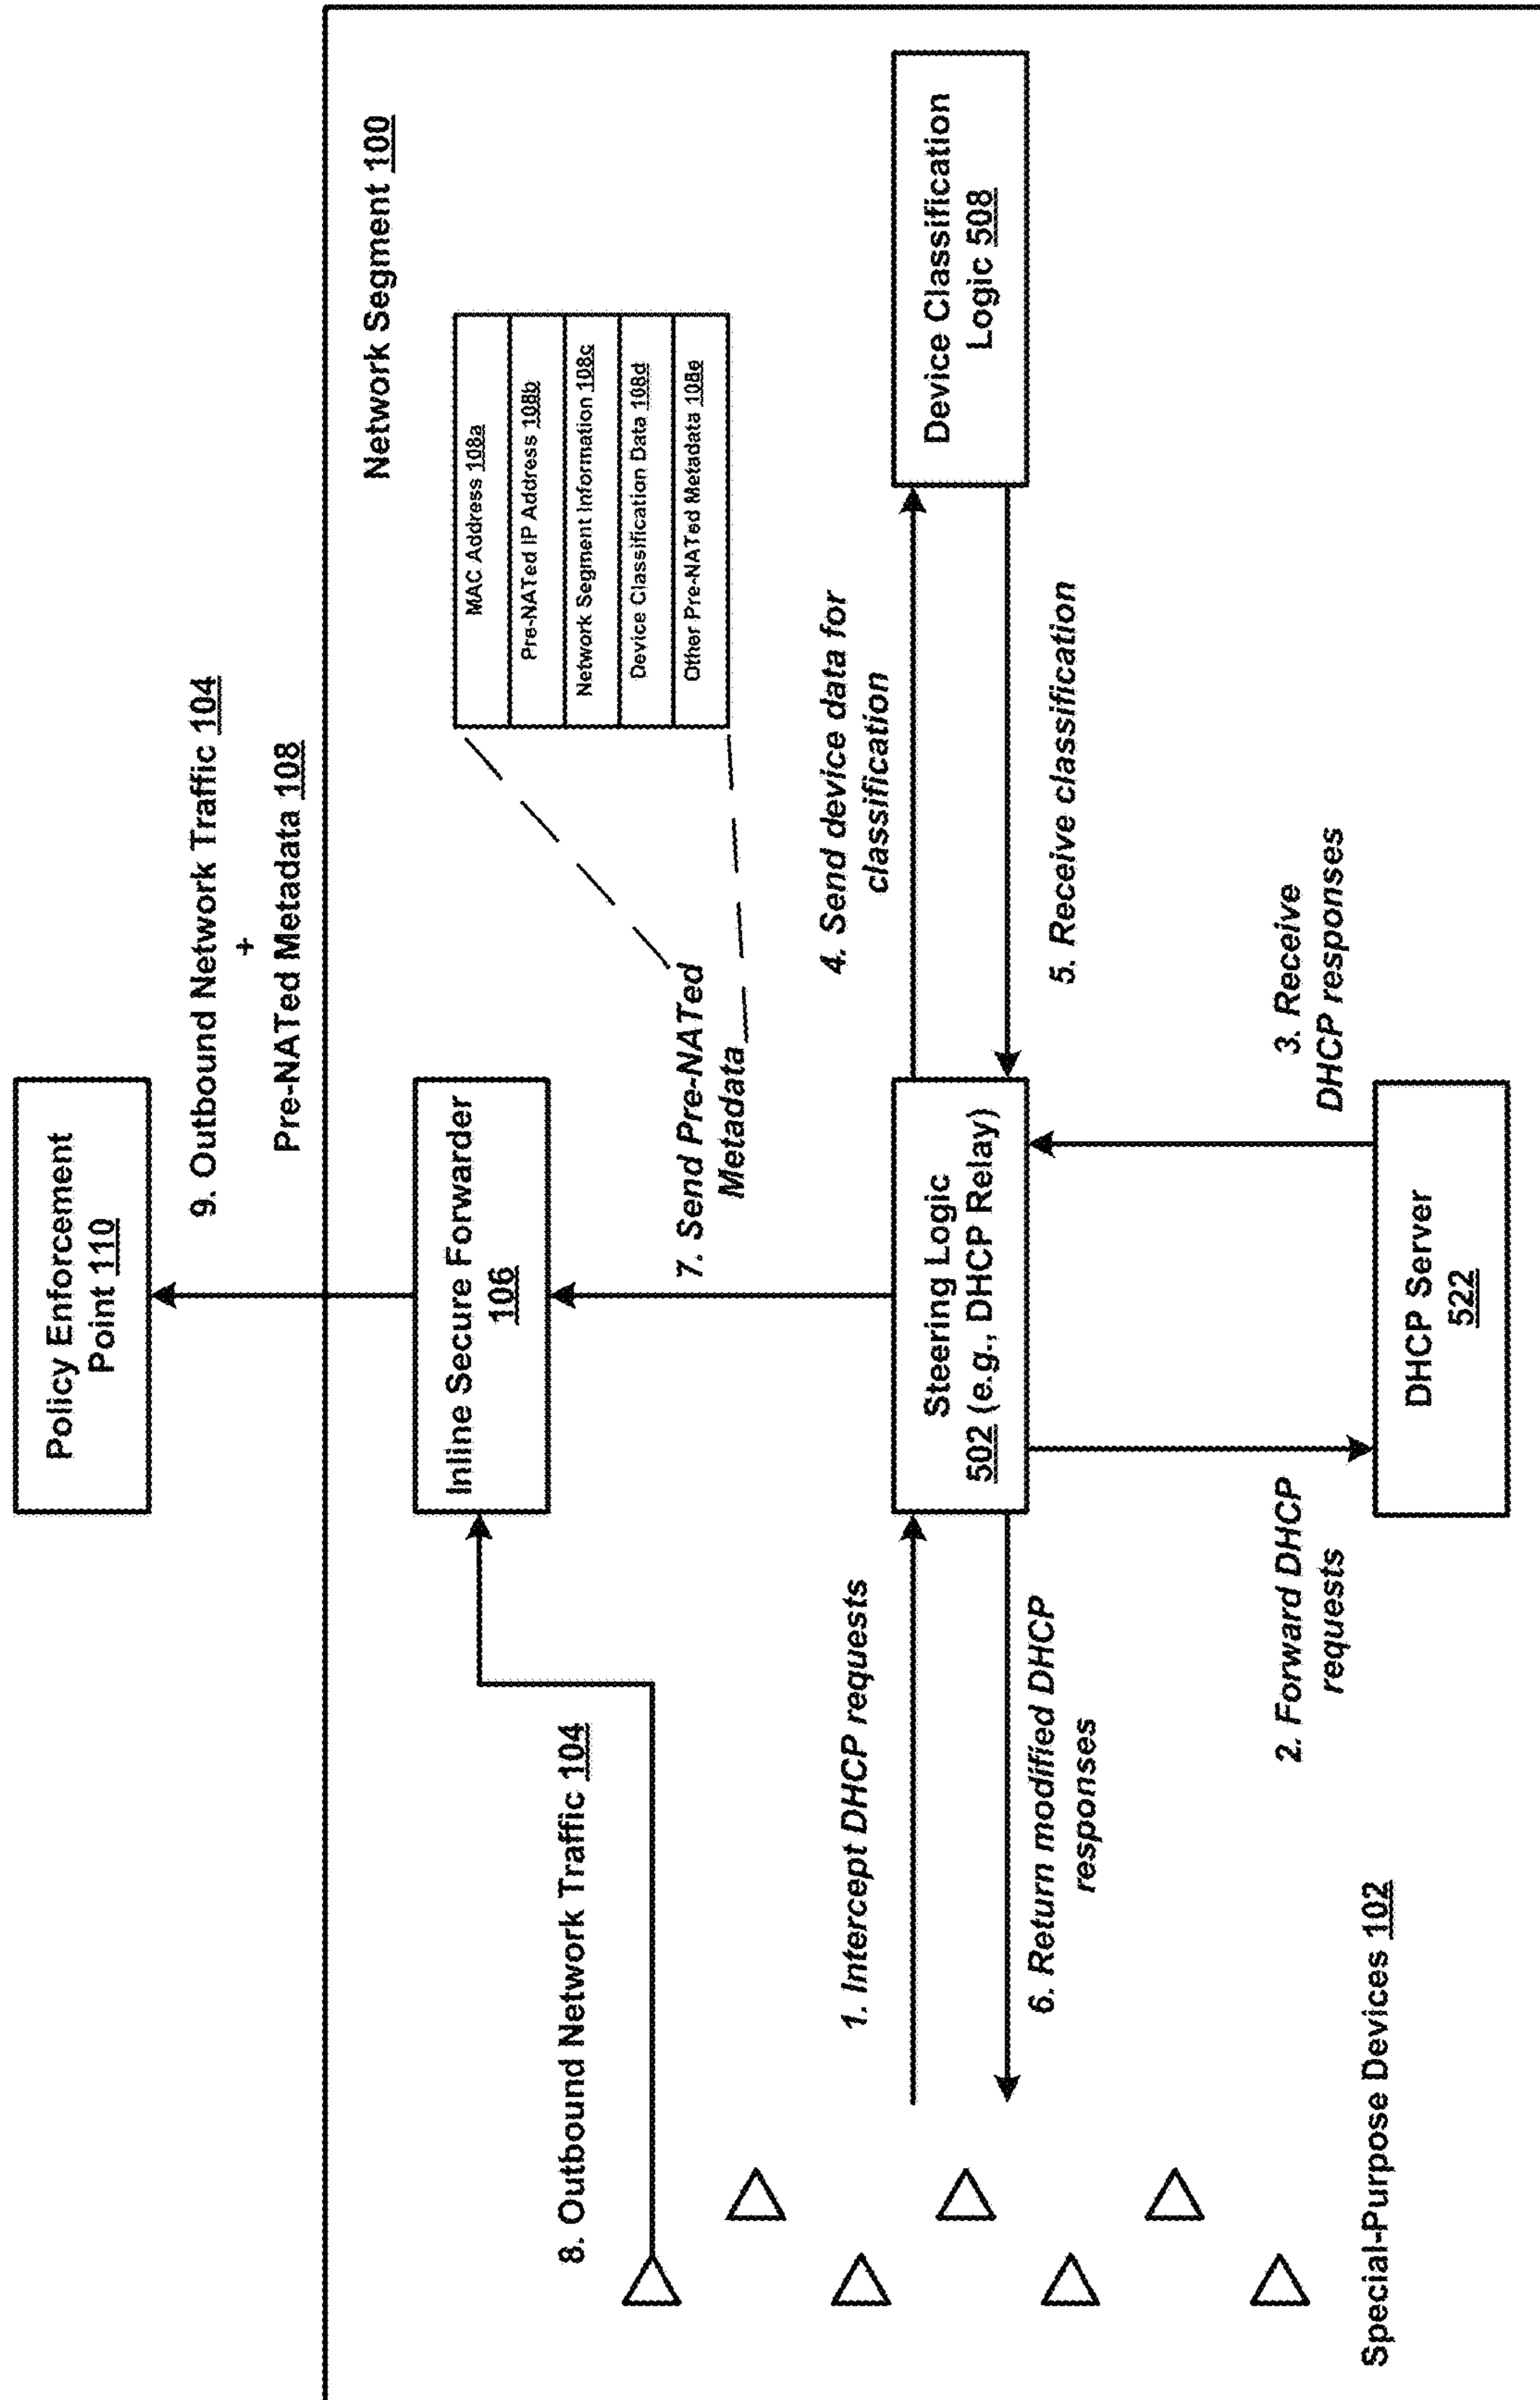 Policy Enforcement
Point 110
9. Outbound Network Traffic 104
+
Pre-NATed Metadata 108
Network Segment 100
Inline Secure Forwarder
106
8. Outbound Network Traffic 104
7. Send Pre-NATed
Metadata
MAC Address 108a
Pre-NATed IP Address 108b
Network Segment Information 108c
Device Classification Data 108d
Other Pre-NATed Metadata 108e
1. Intercept DHCP requests
6. Return modified DHCP
responses
Steering Logic
502 (e.g., DHCP Relay)
4. Send device data for
classification
5. Receive classification
Device Classification
Logic 508
2. Forward DHCP
requests
3. Receive
DHCP responses
DHCP Server
522
Special-Purpose Devices 102